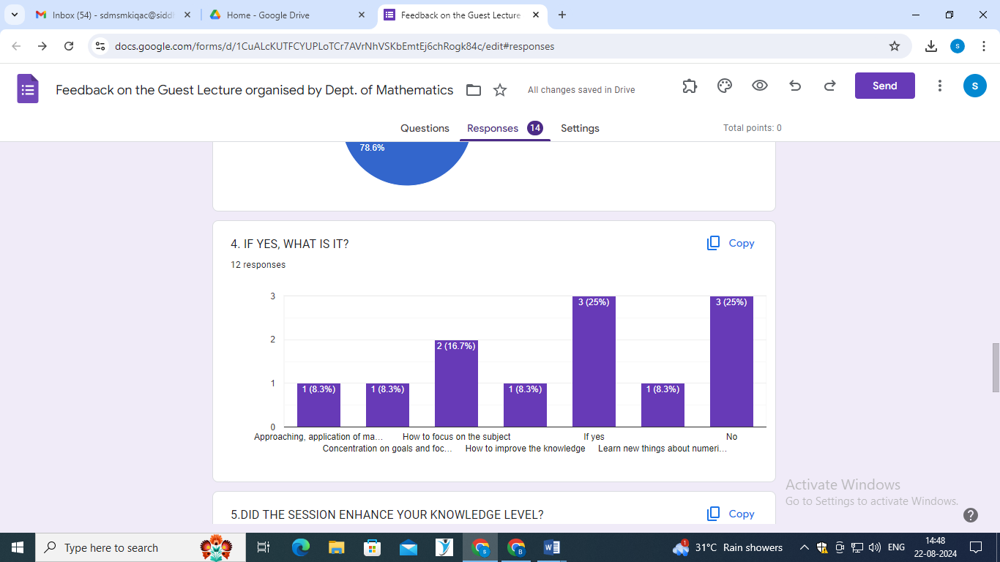 Inbox (54) - sdmsmkiqac@siddl
Home - Google Drive
Feedback on the Guest Lecture
docs.google.com/forms/d/1CuALcKUTFCYUPLoTCr7AVrNhVSKbEmtEj6chRogk84c/edit#responses
S
Feedback on the Guest Lecture organised by Dept. of Mathematics
All changes saved in Drive
Send
S
Questions
Responses 14
Settings
Total points: 0
78.6%
4. IF YES, WHAT IS IT?
Copy
12 responses
3
2
1
0
1 (8.3%)
1 (8.3%)
2 (16.7%)
1 (8.3%)
3 (25%)
1 (8.3%)
3 (25%)
Approaching, application of ma…
Concentration on goals and foc…
How to focus on the subject
How to improve the knowledge
If yes
Learn new things about numeri…
No
5.DID THE SESSION ENHANCE YOUR KNOWLEDGE LEVEL?
Copy
Activate Windows
Go to Settings to activate Windows.
Type here to search
31°C Rain showers
ENG
14:48
22-08-2024